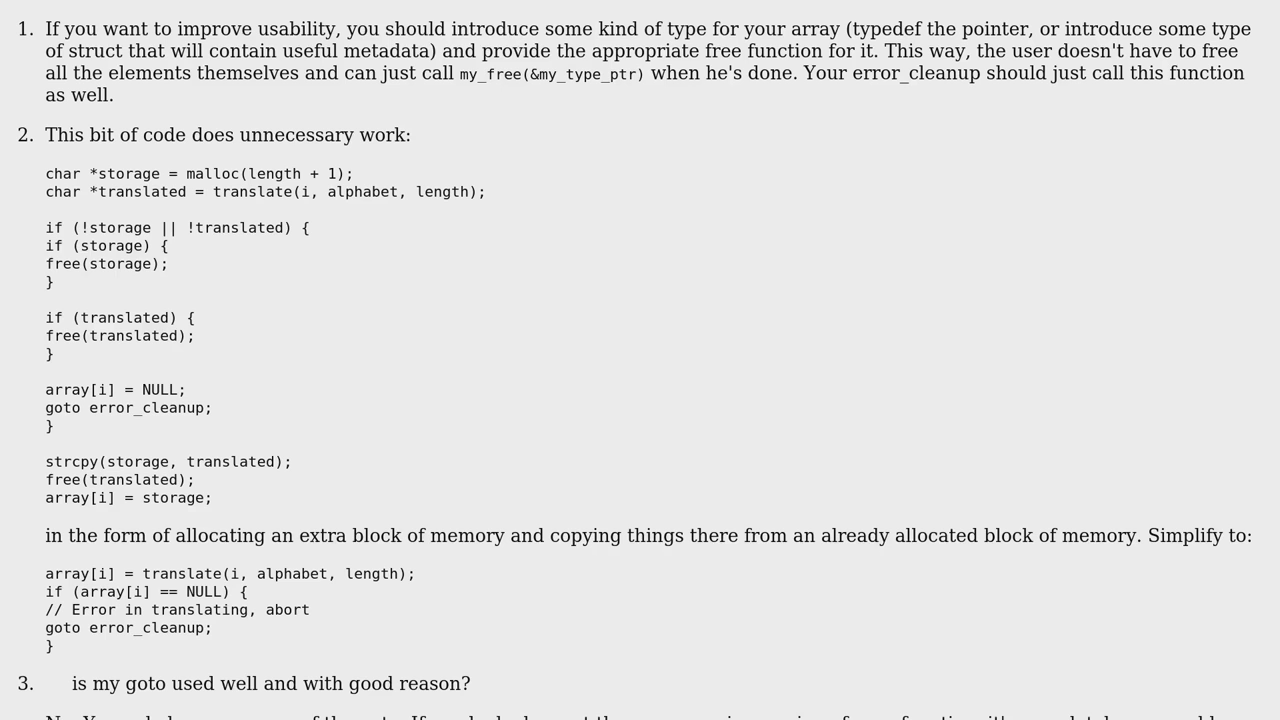 1. If you want to improve usability, you should introduce some kind of type for your array (typedef the pointer, or introduce some type
of struct that will contain useful metadata) and provide the appropriate free function for it. This way, the user doesn't have to free
all the elements themselves and can just call my_free(&my_type_ptr) when he's done. Your error_cleanup should just call this function
as well.
2. This bit of code does unnecessary work:
char *storage = malloc(length + 1);
char *translated = translate(i, alphabet, length);
if (!storage || !translated) {
if (storage) {
free(storage);
}
if (translated) {
free(translated);
}
array[i] = NULL;
goto error_cleanup;
}
strcpy(storage, translated);
free(translated);
array[i] = storage;
in the form of allocating an extra block of memory and copying things there from an already allocated block of memory. Simplify to:
array[i] = translate(i, alphabet, length);
if (array[i] == NULL) {
// Error in translating, abort
goto error_cleanup;
}
3. is my goto used well and with good reason?